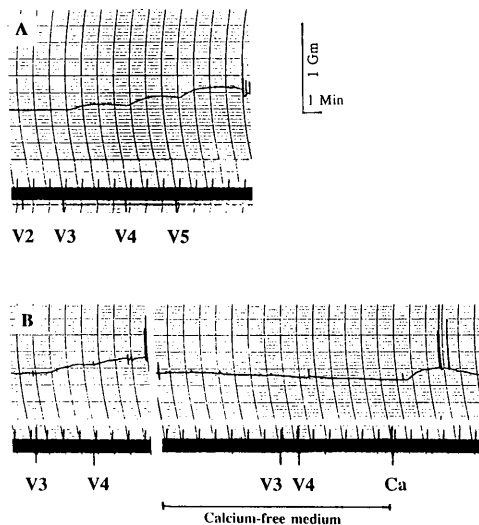 A
1 Gm
1 Min
V2 V3 V4 V5
B
V3 V4 V3 V4 Ca
Calcium-free medium